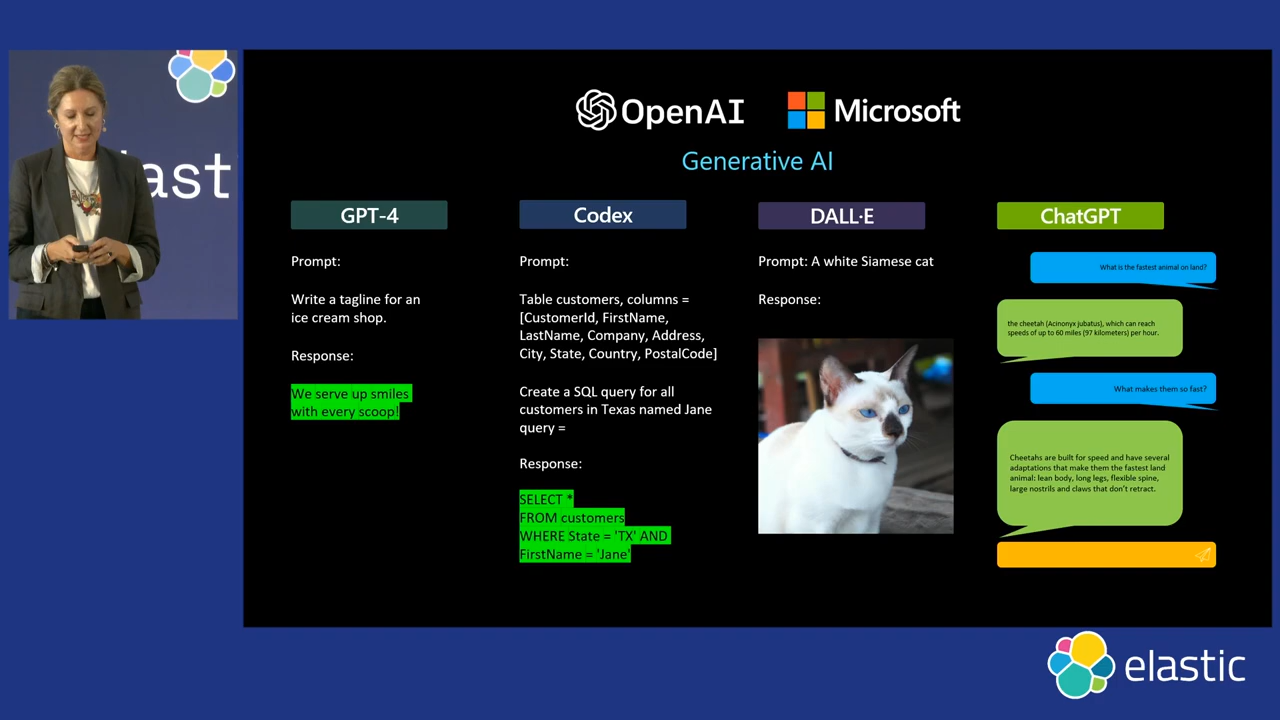 ast
OpenAI
Microsoft
Generative AI
GPT-4
Prompt:
Write a tagline for an
ice cream shop.
Response:
We serve up smiles
with every scoop!
Codex
Prompt:
Table customers, columns =
[CustomerId, FirstName,
LastName, Company, Address,
City, State, Country, PostalCode]
Create a SQL query for all
customers in Texas named Jane
query =
Response:
SELECT *
FROM customers
WHERE State = 'TX' AND
FirstName = 'Jane'
DALL·E
Prompt: A white Siamese cat
Response:
ChatGPT
What is the fastest animal on land?
the cheetah (Acinonyx jubatus), which can reach
speeds of up to 60 miles (97 kilometers) per hour.
What makes them so fast?
Cheetahs are built for speed and have several
adaptations that make them the fastest land
animal: lean body, long legs, flexible spine,
large nostrils and claws that don't retract.
elastic